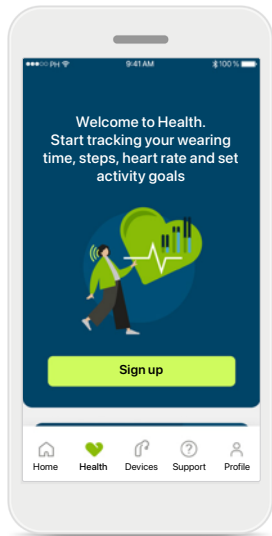 PH 9:41 AM 100 %
Welcome to Health.
Start tracking your wearing
time, steps, heart rate and set
activity goals
Sign up
Home Health Devices Support Profile